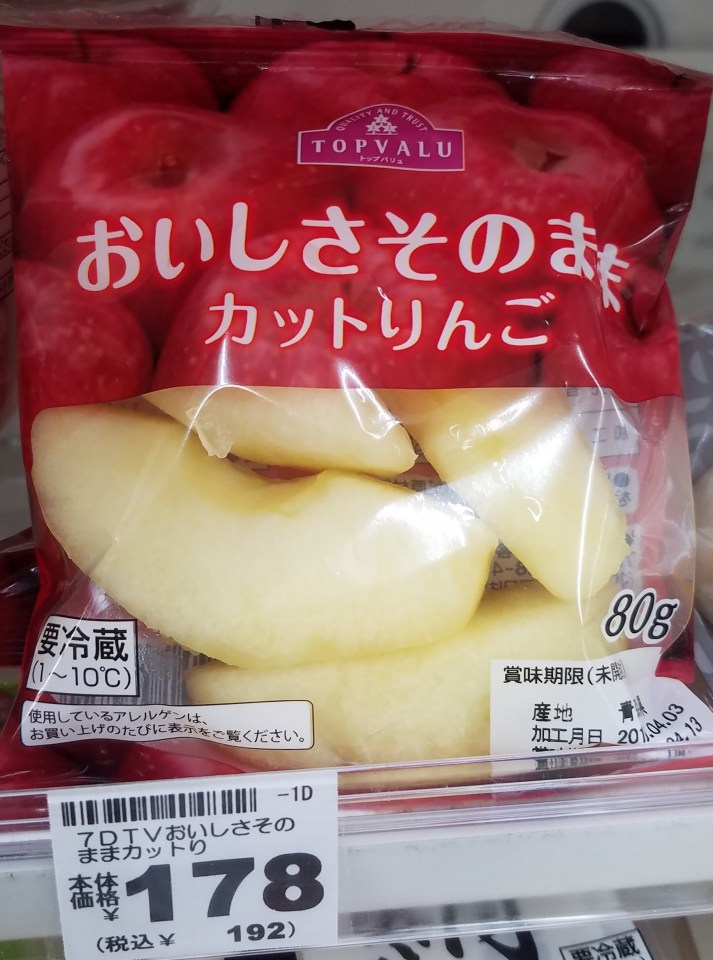 QUALITY AND TRUST
TOPVALU
トップバリュ
おいしさそのまま
カットりんご
80g
要冷蔵
(1~10℃)
使用しているアレルゲンは、
お買い上げのたびに表示をご覧ください。
賞味期限(未開
産地 青
加工月日
04.03
04.13
-1D
7DTVおいしさその
ままカットり
本体
価格
¥178
(税込¥ 192)
要冷蔵